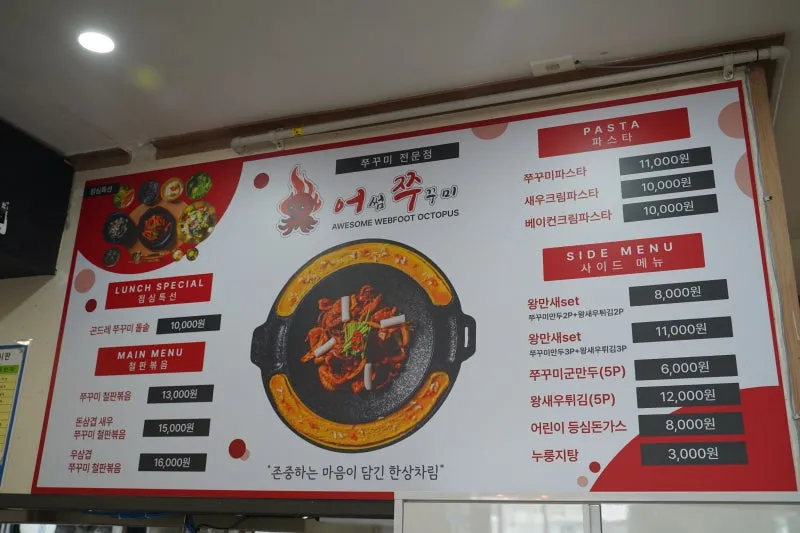 점심특선
쭈꾸미 전문점
어썸쭈꾸미
AWESOME WEBFOOT OCTOPUS
LUNCH SPECIAL
점심특선
곤드레 쭈꾸미 돌솥 10,000원
MAIN MENU
철판볶음
쭈꾸미 철판볶음 13,000원
돈삼겹 새우
쭈꾸미 철판볶음 15,000원
우삼겹
쭈꾸미 철판볶음 16,000원
"존중하는 마음이 담긴 한상차림"
PASTA
파스타
쭈꾸미파스타 11,000원
새우크림파스타 10,000원
베이컨크림파스타 10,000원
SIDE MENU
사이드 메뉴
왕만새set 8,000원
쭈꾸미만두2P+왕새우튀김2P
왕만새set 11,000원
쭈꾸미만두3P+왕새우튀김3P
쭈꾸미군만두(5P) 6,000원
왕새우튀김(5P) 12,000원
어린이 등심돈가스 8,000원
누룽지탕 3,000원